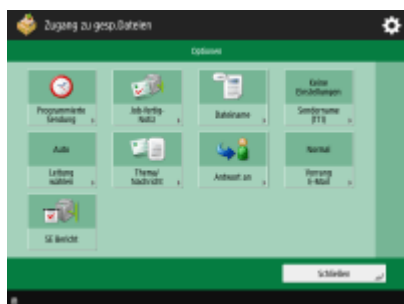 Zugang zu gesp.Dateien
Optionen
Programmierte
Sendung
Job-Fertig-
Notiz
Dateiname
Keine
Einstellungen
Sendername
(TTI)
Auto
Leitung
wählen
Thema/
Nachricht
Antwort an
Normal
Vorrang
E-Mail
SE Bericht
Schließen